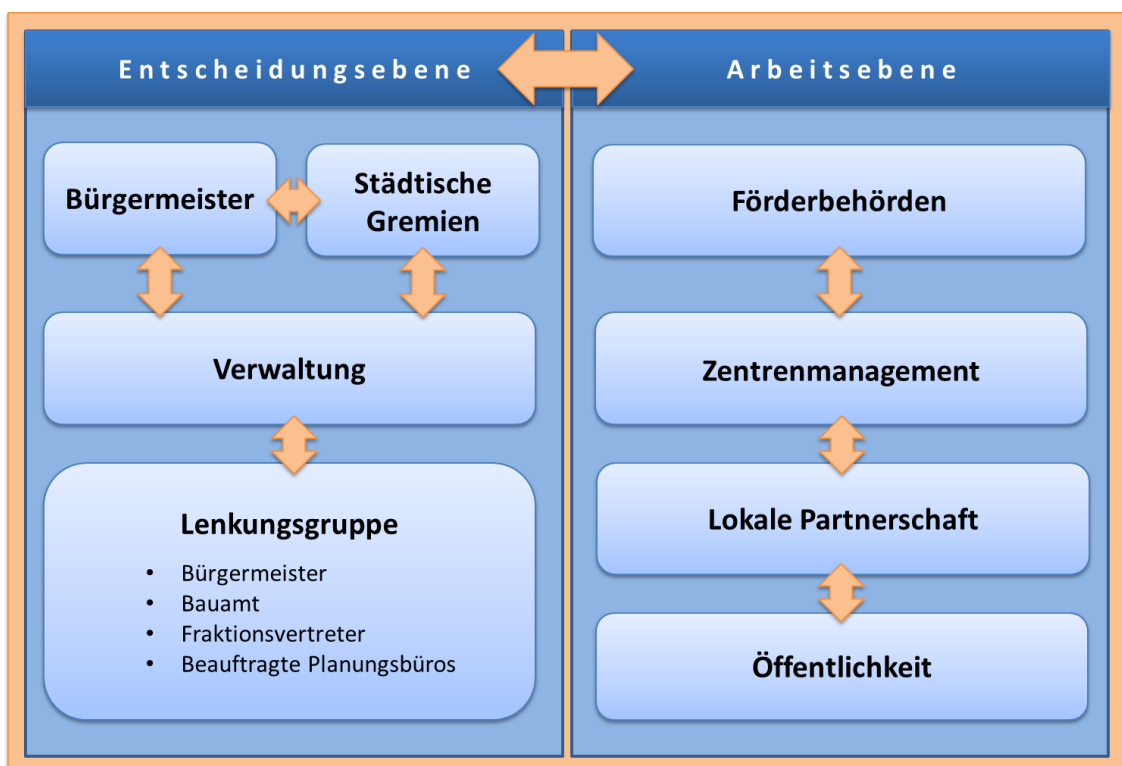 Entscheidungsebene
Bürgermeister
Städtische
Gremien
Verwaltung
Lenkungsgruppe
• Bürgermeister
• Bauamt
• Fraktionsvertreter
• Beauftragte Planungsbüros
Arbeitsebene
Förderbehörden
Zentrenmanagement
Lokale Partnerschaft
Öffentlichkeit